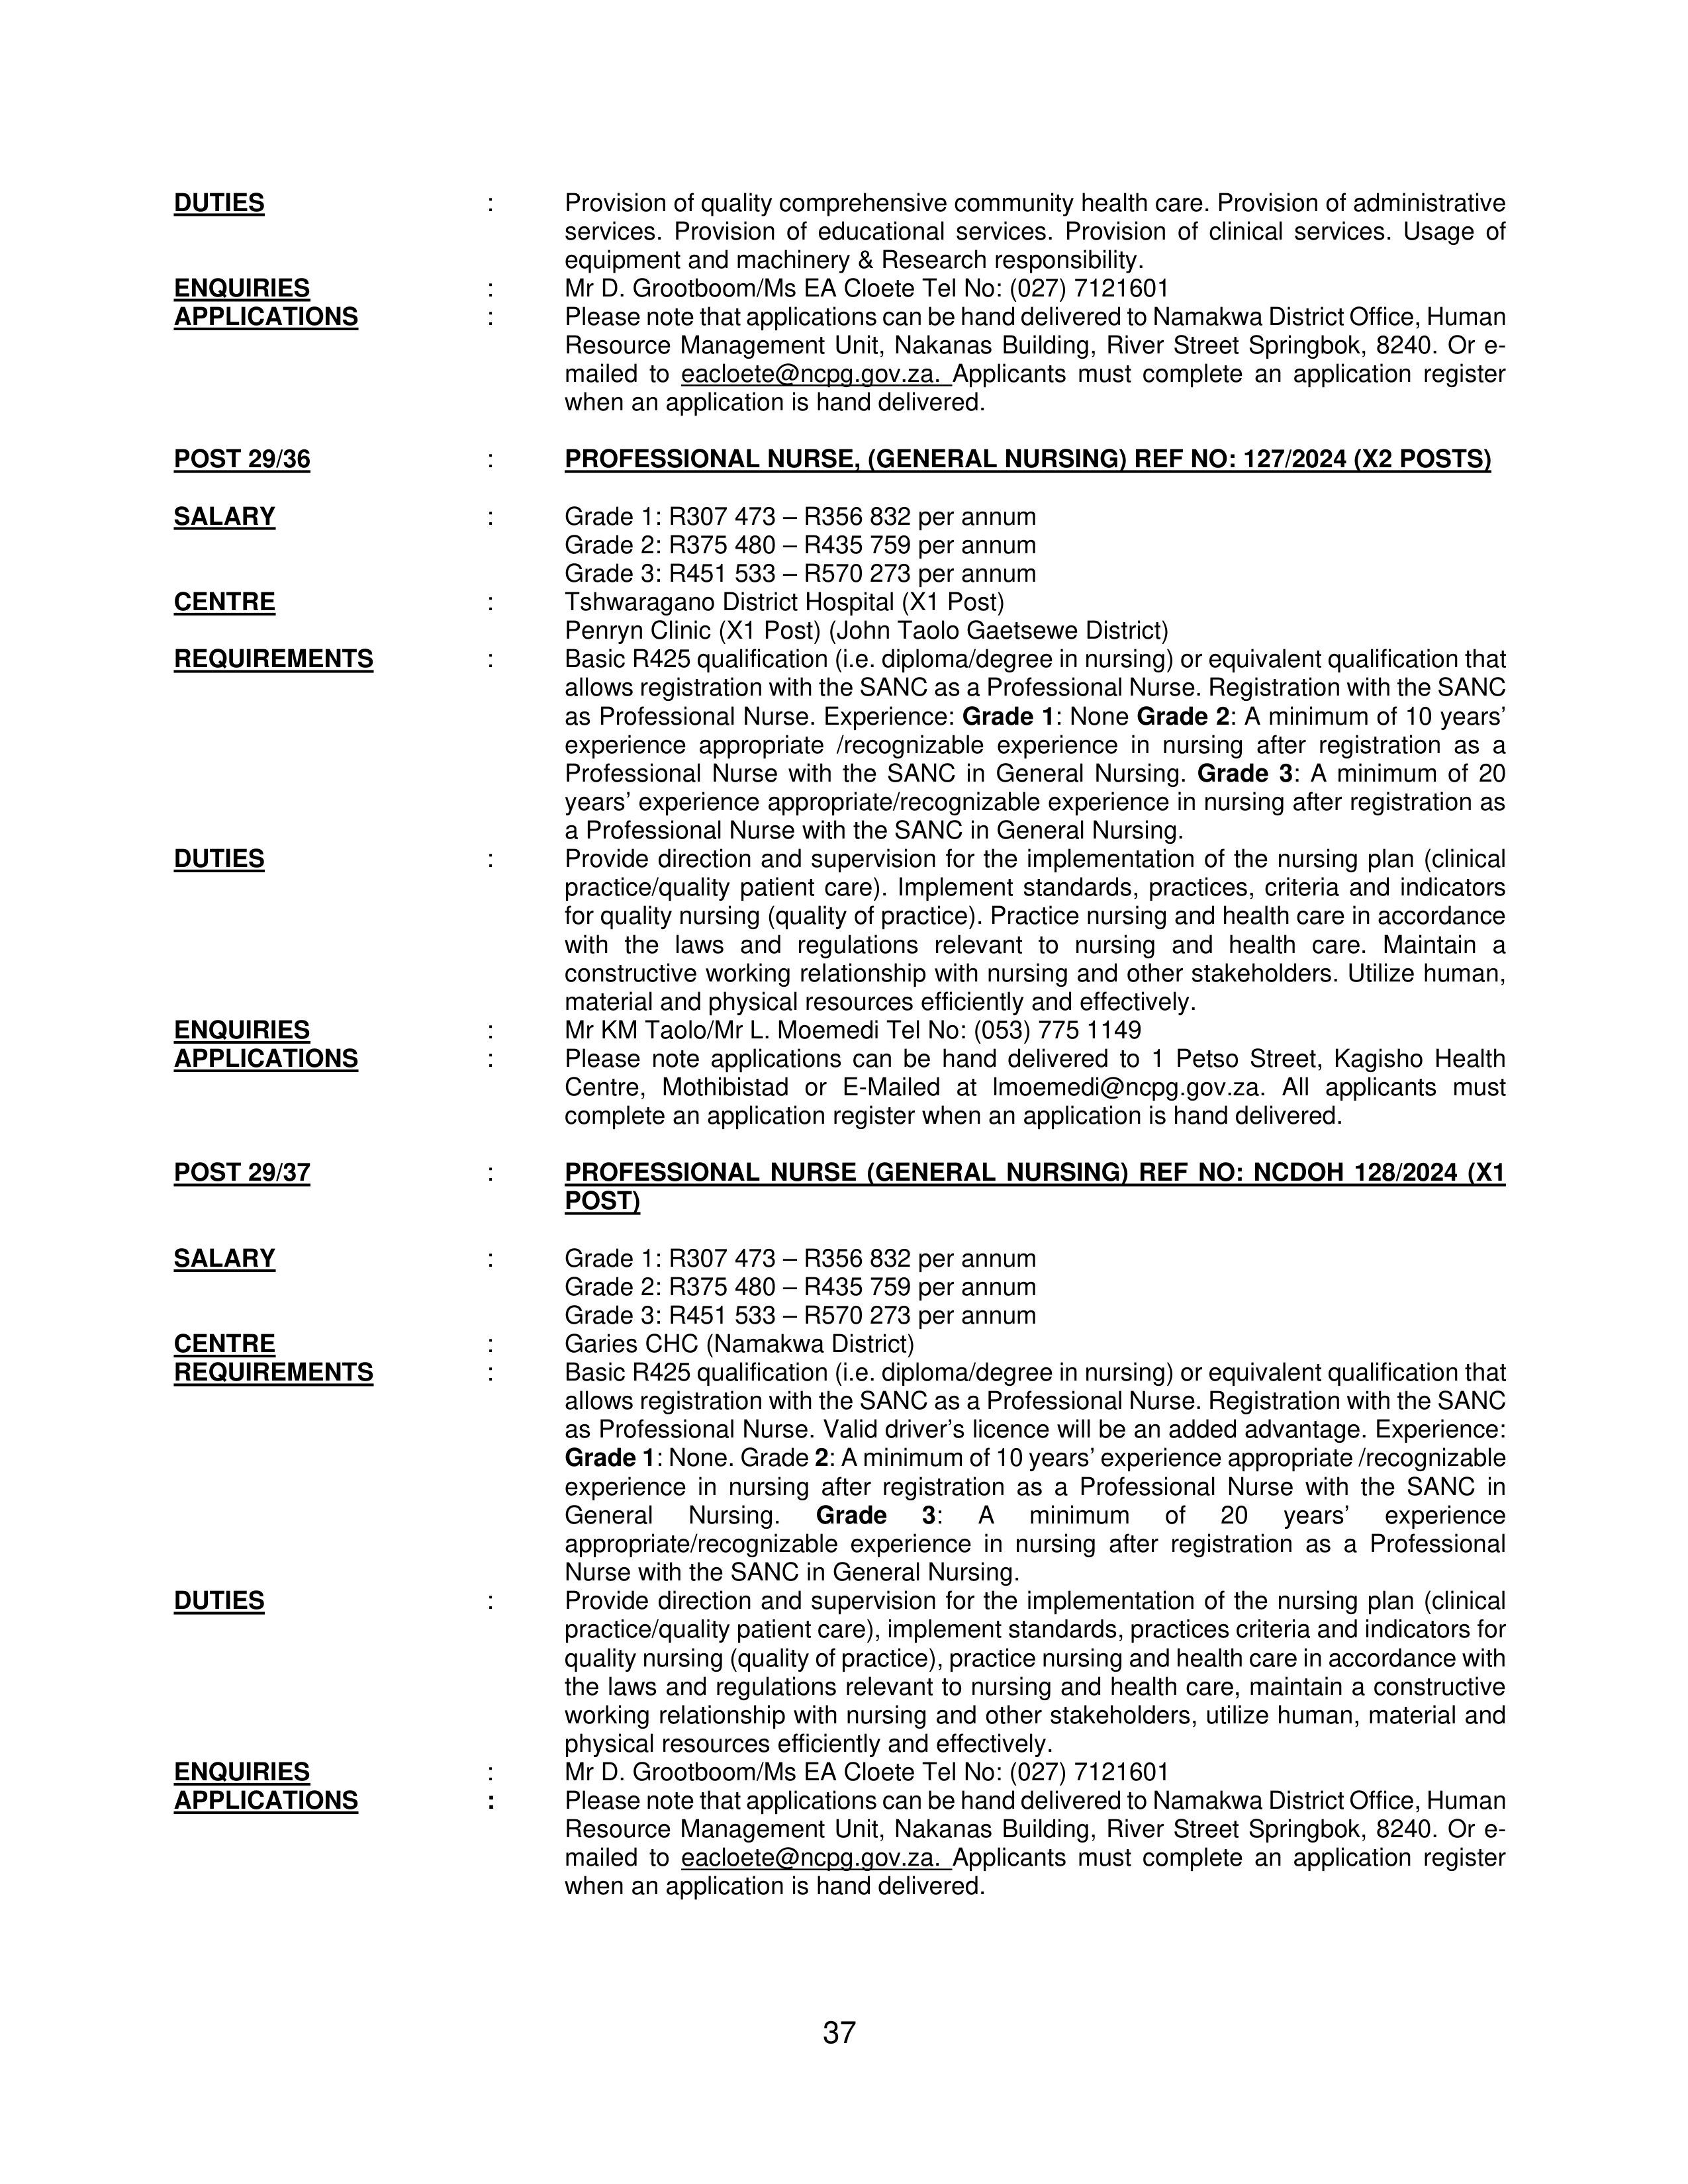 DUTIES : Provision of quality comprehensive community health care. Provision of administrative
services. Provision of educational services. Provision of clinical services. Usage of
equipment and machinery & Research responsibility.
ENQUIRIES : Mr D. Grootboom/Ms EA Cloete Tel No: (027) 7121601
APPLICATIONS : Please note that applications can be hand delivered to Namakwa District Office, Human
Resource Management Unit, Nakanas Building, River Street Springbok, 8240. Or e-
mailed to eacloete@ncpg.gov.za. Applicants must complete an application register
when an application is hand delivered.
POST 29/36 : PROFESSIONAL NURSE, (GENERAL NURSING) REF NO: 127/2024 (X2 POSTS)
SALARY : Grade 1: R307 473 – R356 832 per annum
Grade 2: R375 480 – R435 759 per annum
Grade 3: R451 533 – R570 273 per annum
CENTRE : Tshwaragano District Hospital (X1 Post)
Penryn Clinic (X1 Post) (John Taolo Gaetsewe District)
REQUIREMENTS : Basic R425 qualification (i.e. diploma/degree in nursing) or equivalent qualification that
allows registration with the SANC as a Professional Nurse. Registration with the SANC
as Professional Nurse. Experience: Grade 1: None Grade 2: A minimum of 10 years’
experience appropriate /recognizable experience in nursing after registration as a
Professional Nurse with the SANC in General Nursing. Grade 3: A minimum of 20
years’ experience appropriate/recognizable experience in nursing after registration as
a Professional Nurse with the SANC in General Nursing.
DUTIES : Provide direction and supervision for the implementation of the nursing plan (clinical
practice/quality patient care). Implement standards, practices, criteria and indicators
for quality nursing (quality of practice). Practice nursing and health care in accordance
with the laws and regulations relevant to nursing and health care. Maintain a
constructive working relationship with nursing and other stakeholders. Utilize human,
material and physical resources efficiently and effectively.
ENQUIRIES : Mr KM Taolo/Mr L. Moemedi Tel No: (053) 775 1149
APPLICATIONS : Please note applications can be hand delivered to 1 Petso Street, Kagisho Health
Centre, Mothibistad or E-Mailed at lmoemedi@ncpg.gov.za. All applicants must
complete an application register when an application is hand delivered.
POST 29/37 : PROFESSIONAL NURSE (GENERAL NURSING) REF NO: NCDOH 128/2024 (X1
POST)
SALARY : Grade 1: R307 473 – R356 832 per annum
Grade 2: R375 480 – R435 759 per annum
Grade 3: R451 533 – R570 273 per annum
CENTRE : Garies CHC (Namakwa District)
REQUIREMENTS : Basic R425 qualification (i.e. diploma/degree in nursing) or equivalent qualification that
allows registration with the SANC as a Professional Nurse. Registration with the SANC
as Professional Nurse. Valid driver’s licence will be an added advantage. Experience:
Grade 1: None. Grade 2: A minimum of 10 years’ experience appropriate /recognizable
experience in nursing after registration as a Professional Nurse with the SANC in
General Nursing. Grade 3: A minimum of 20 years’ experience
appropriate/recognizable experience in nursing after registration as a Professional
Nurse with the SANC in General Nursing.
DUTIES : Provide direction and supervision for the implementation of the nursing plan (clinical
practice/quality patient care), implement standards, practices criteria and indicators for
quality nursing (quality of practice), practice nursing and health care in accordance with
the laws and regulations relevant to nursing and health care, maintain a constructive
working relationship with nursing and other stakeholders, utilize human, material and
physical resources efficiently and effectively.
ENQUIRIES : Mr D. Grootboom/Ms EA Cloete Tel No: (027) 7121601
APPLICATIONS : Please note that applications can be hand delivered to Namakwa District Office, Human
Resource Management Unit, Nakanas Building, River Street Springbok, 8240. Or e-
mailed to eacloete@ncpg.gov.za. Applicants must complete an application register
when an application is hand delivered.
37